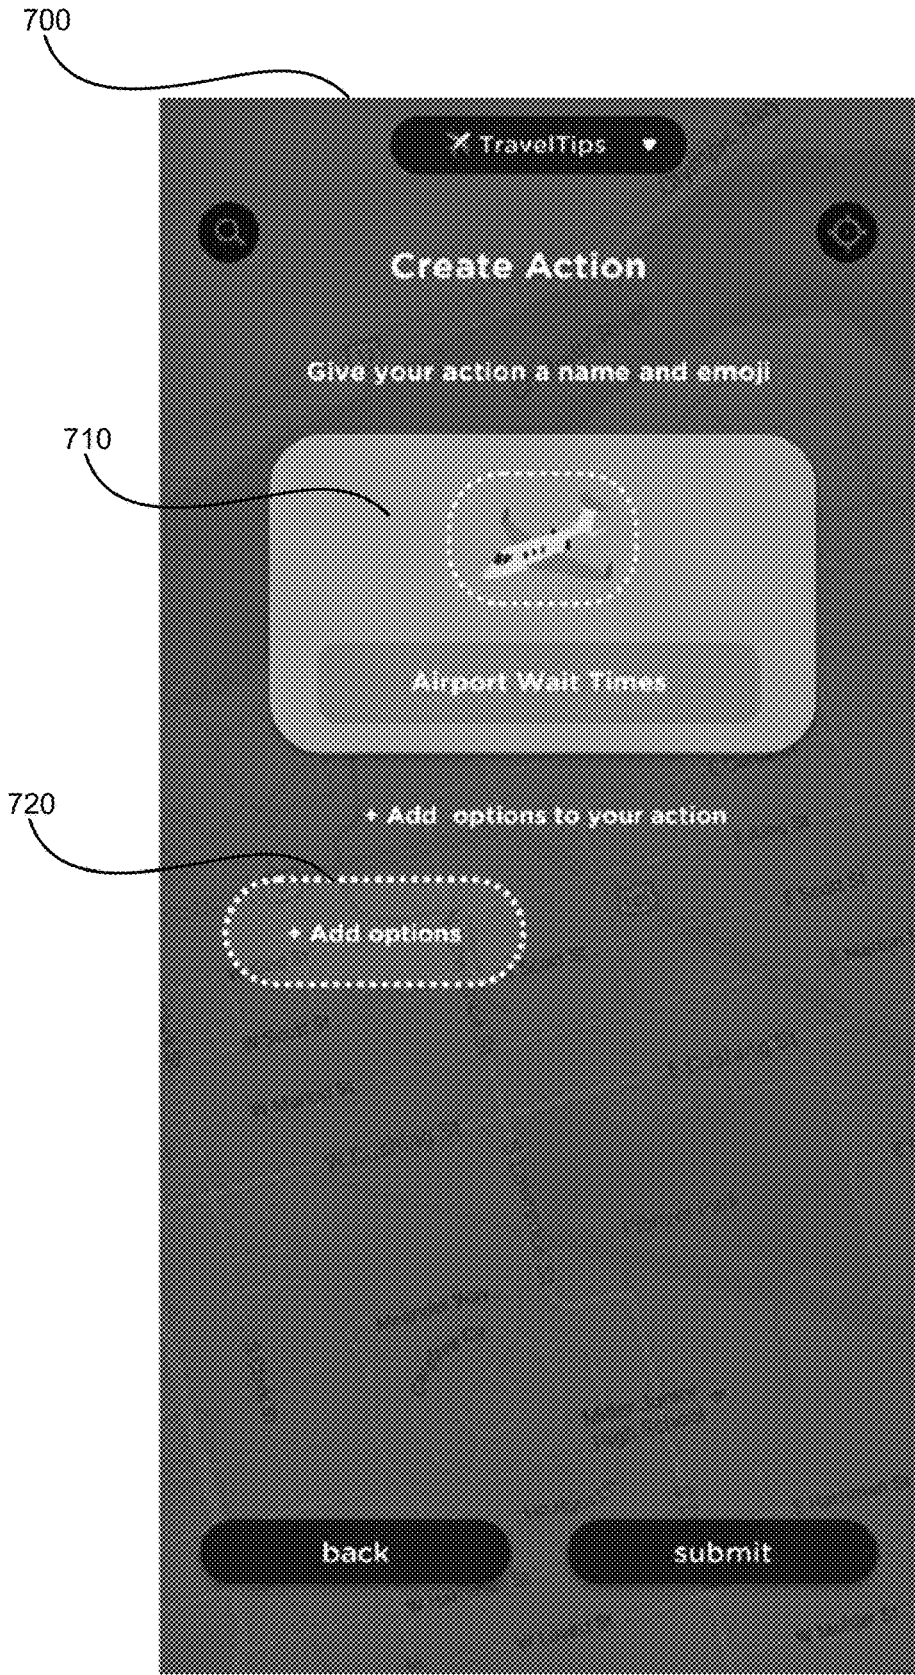 700
TravelTips
Create Action
Give your action a name and emoji
710
Airport Wait Times
720
+ Add options to your action
+ Add options
back
submit